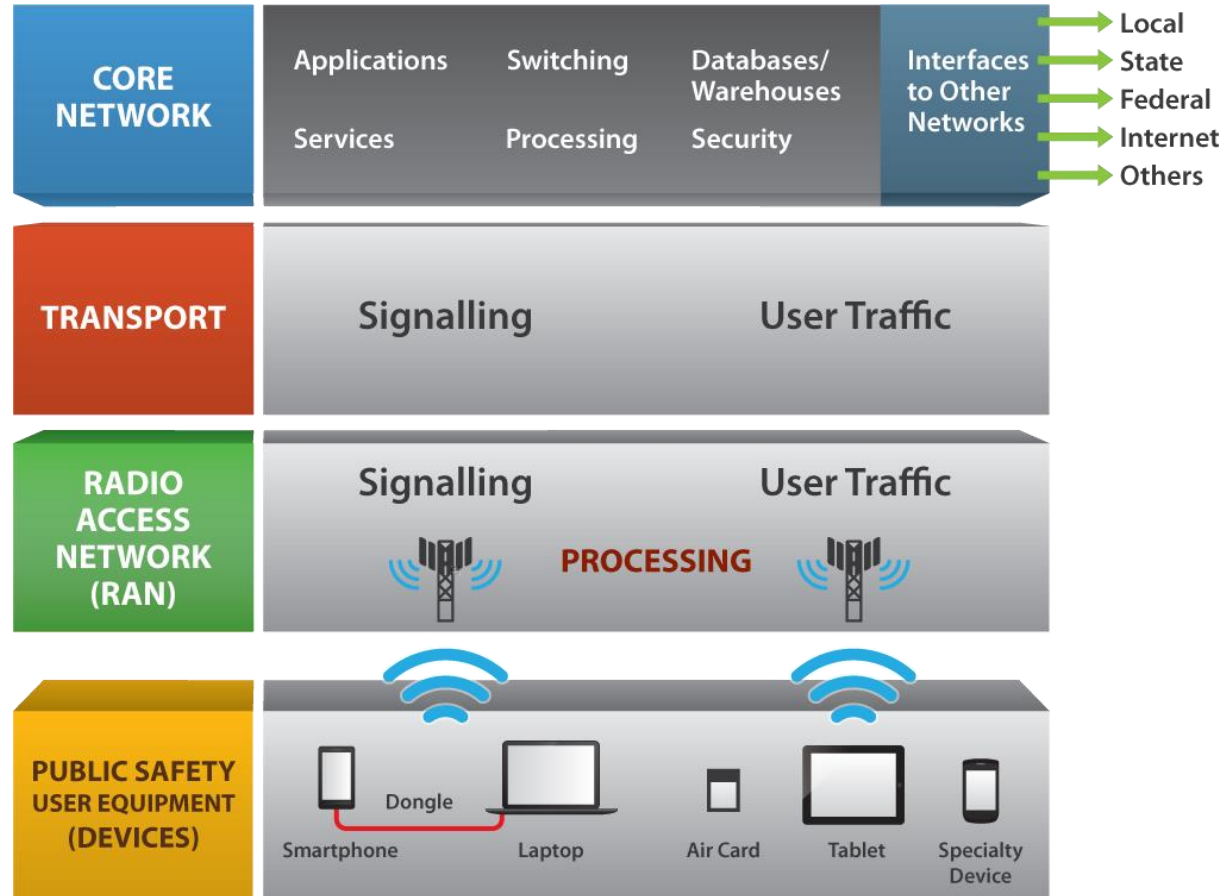 CORE
NETWORK
Applications
Switching
Databases/
Warehouses
Services
Processing
Security
Interfaces
to Other
Networks
Local
State
Federal
Internet
Others
TRANSPORT
Signalling
User Traffic
RADIO
ACCESS
NETWORK
(RAN)
Signalling
User Traffic
PROCESSING
PUBLIC SAFETY
USER EQUIPMENT
(DEVICES)
Dongle
Smartphone
Laptop
Air Card
Tablet
Specialty
Device